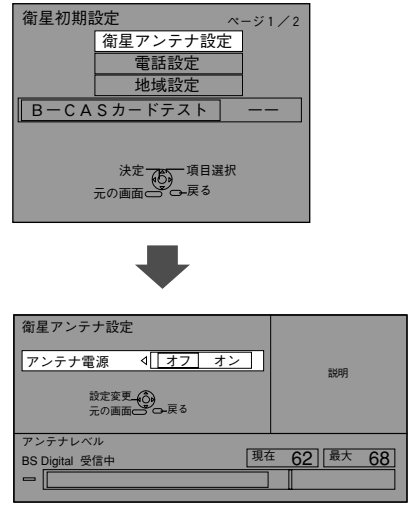 衛星初期設定 ページ1／2
衛星アンテナ設定
電話設定
地域設定
B－CASカードテスト －－
決定 項目選択
元の画面 戻る
衛星アンテナ設定
アンテナ電源 オフ オン
説明
設定変更
元の画面 戻る
アンテナレベル
BS Digital 受信中 現在 62 最大 68